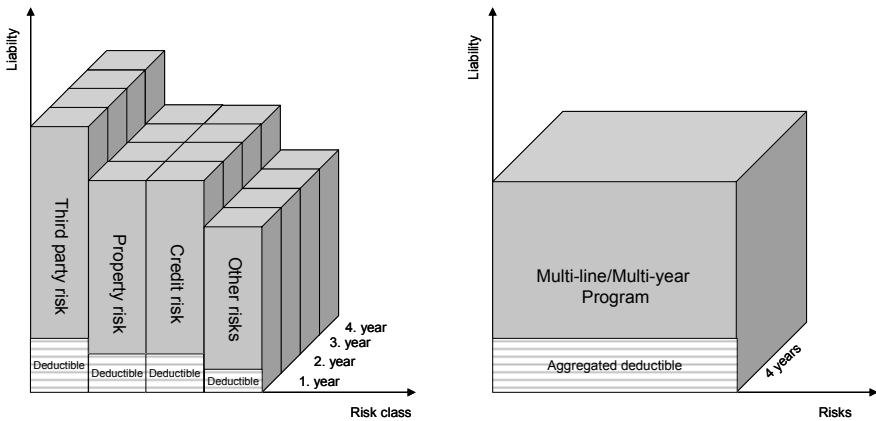 Liability
Third party risk
Property risk
Credit risk
Other risks
Deductible
Deductible
Deductible
Deductible
4. year
3. year
2. year
1. year
Risk class
Liability
Multi-line/Multi-year
Program
Aggregated deductible
4 years
Risks